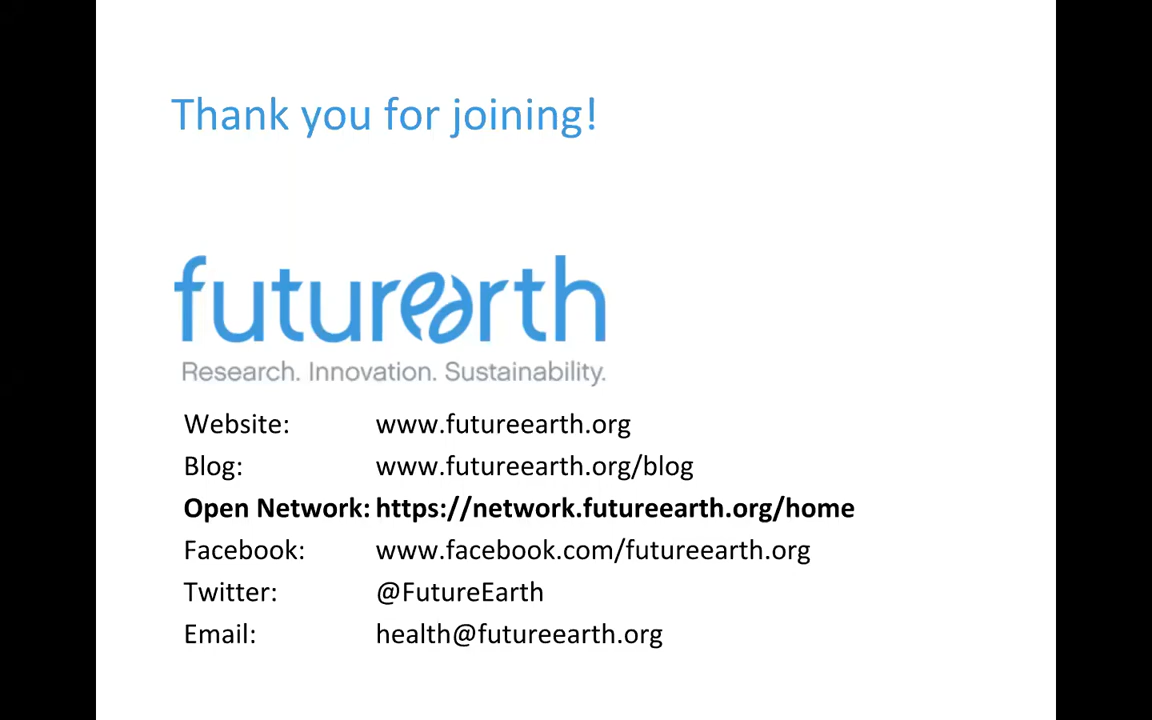 Thank you for joining!
futurearth
Research. Innovation. Sustainability.
Website: www.futureearth.org
Blog: www.futureearth.org/blog
Open Network: https://network.futureearth.org/home
Facebook: www.facebook.com/futureearth.org
Twitter: @FutureEarth
Email: health@futureearth.org